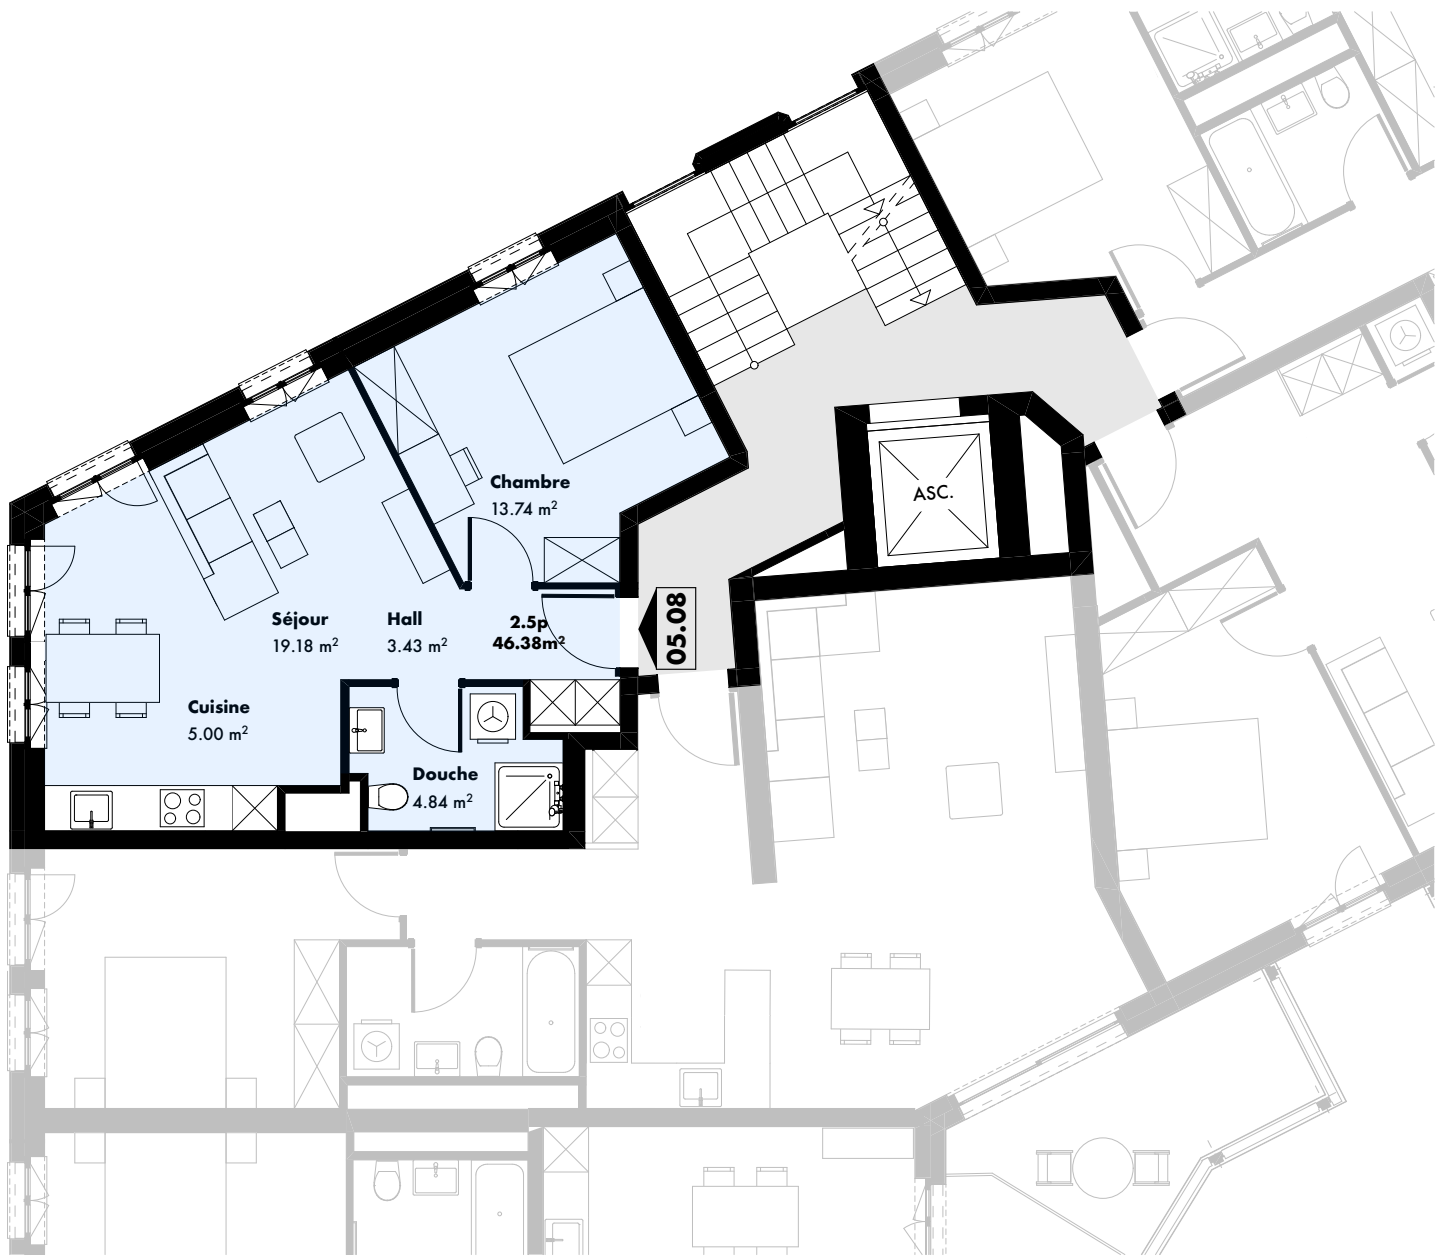 Chambre
13.74 m²
ASC.
Séjour
19.18 m²
Hall
3.43 m²
2.5p
46.38m²
05.08
Cuisine
5.00 m²
Douche
4.84 m²